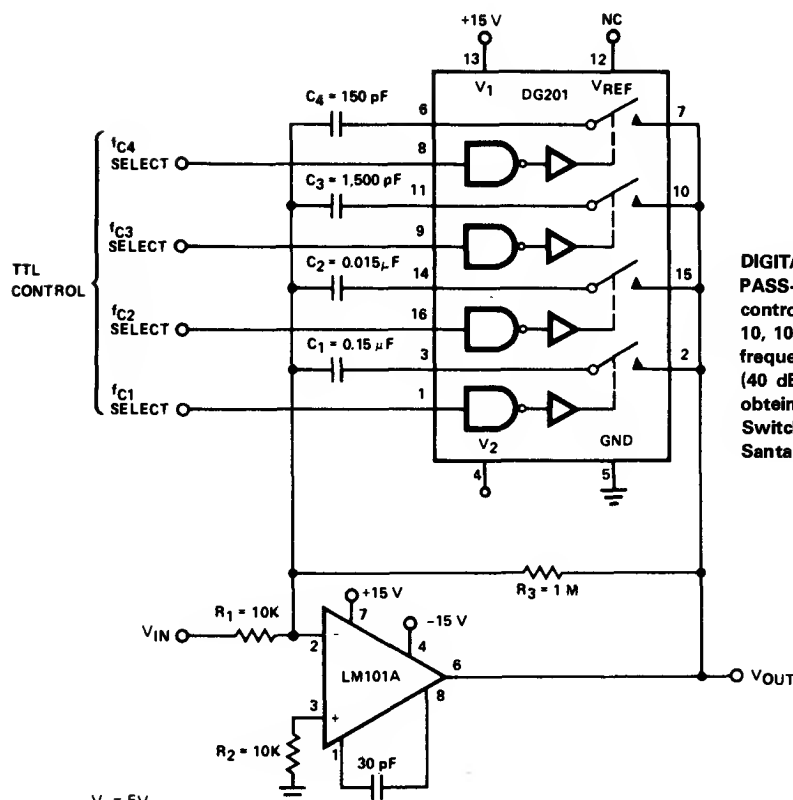 +15 V
NC
13
12
V1
DG201
VREF
C4 = 150 pF
6
7
fC4
SELECT
8
C3 = 1,500 pF
11
10
fC3
SELECT
9
TTL
CONTROL
C2 = 0.015μF
14
15
fC2
SELECT
16
C1 = 0.15 μF
3
2
fC1
SELECT
1
V2
GND
4
5
DIGITA
PASS-
contro
10, 10
freque
(40 dB
obtein
Switch
Santa
R3 = 1 M
+15 V
R1 = 10K
7
-15 V
VIN
2
-
4
LM101A
6
VOUT
8
3
+
R2 = 10K
1
30 pF
= 5V